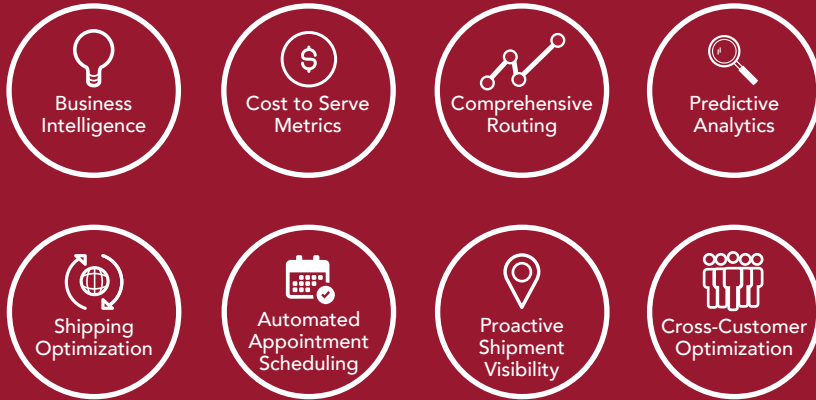 Business
Intelligence
$
Cost to Serve
Metrics
Comprehensive
Routing
Predictive
Analytics
Shipping
Optimization
Automated
Appointment
Scheduling
Proactive
Shipment
Visibility
Cross-Customer
Optimization